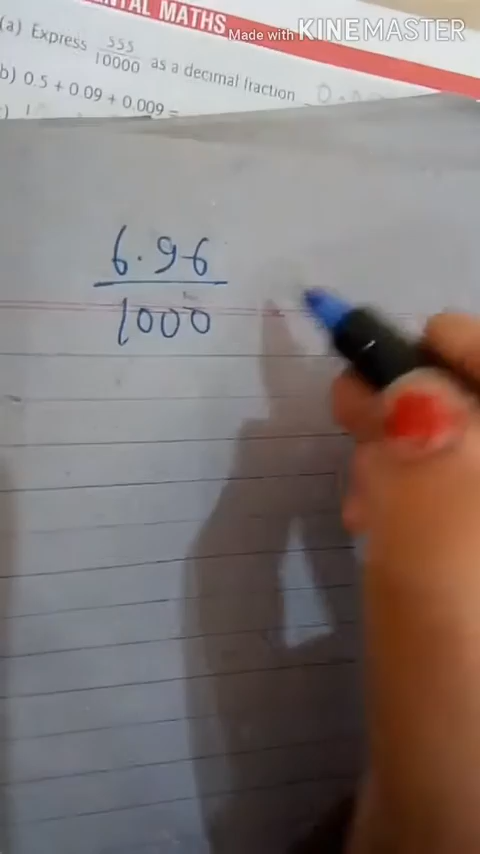 NTAL MATHS
Made with KINEMASTER
(a) Express 555/10000 as a decimal fraction
b) 0.5 + 0.09 + 0.009 =
6.96
1000